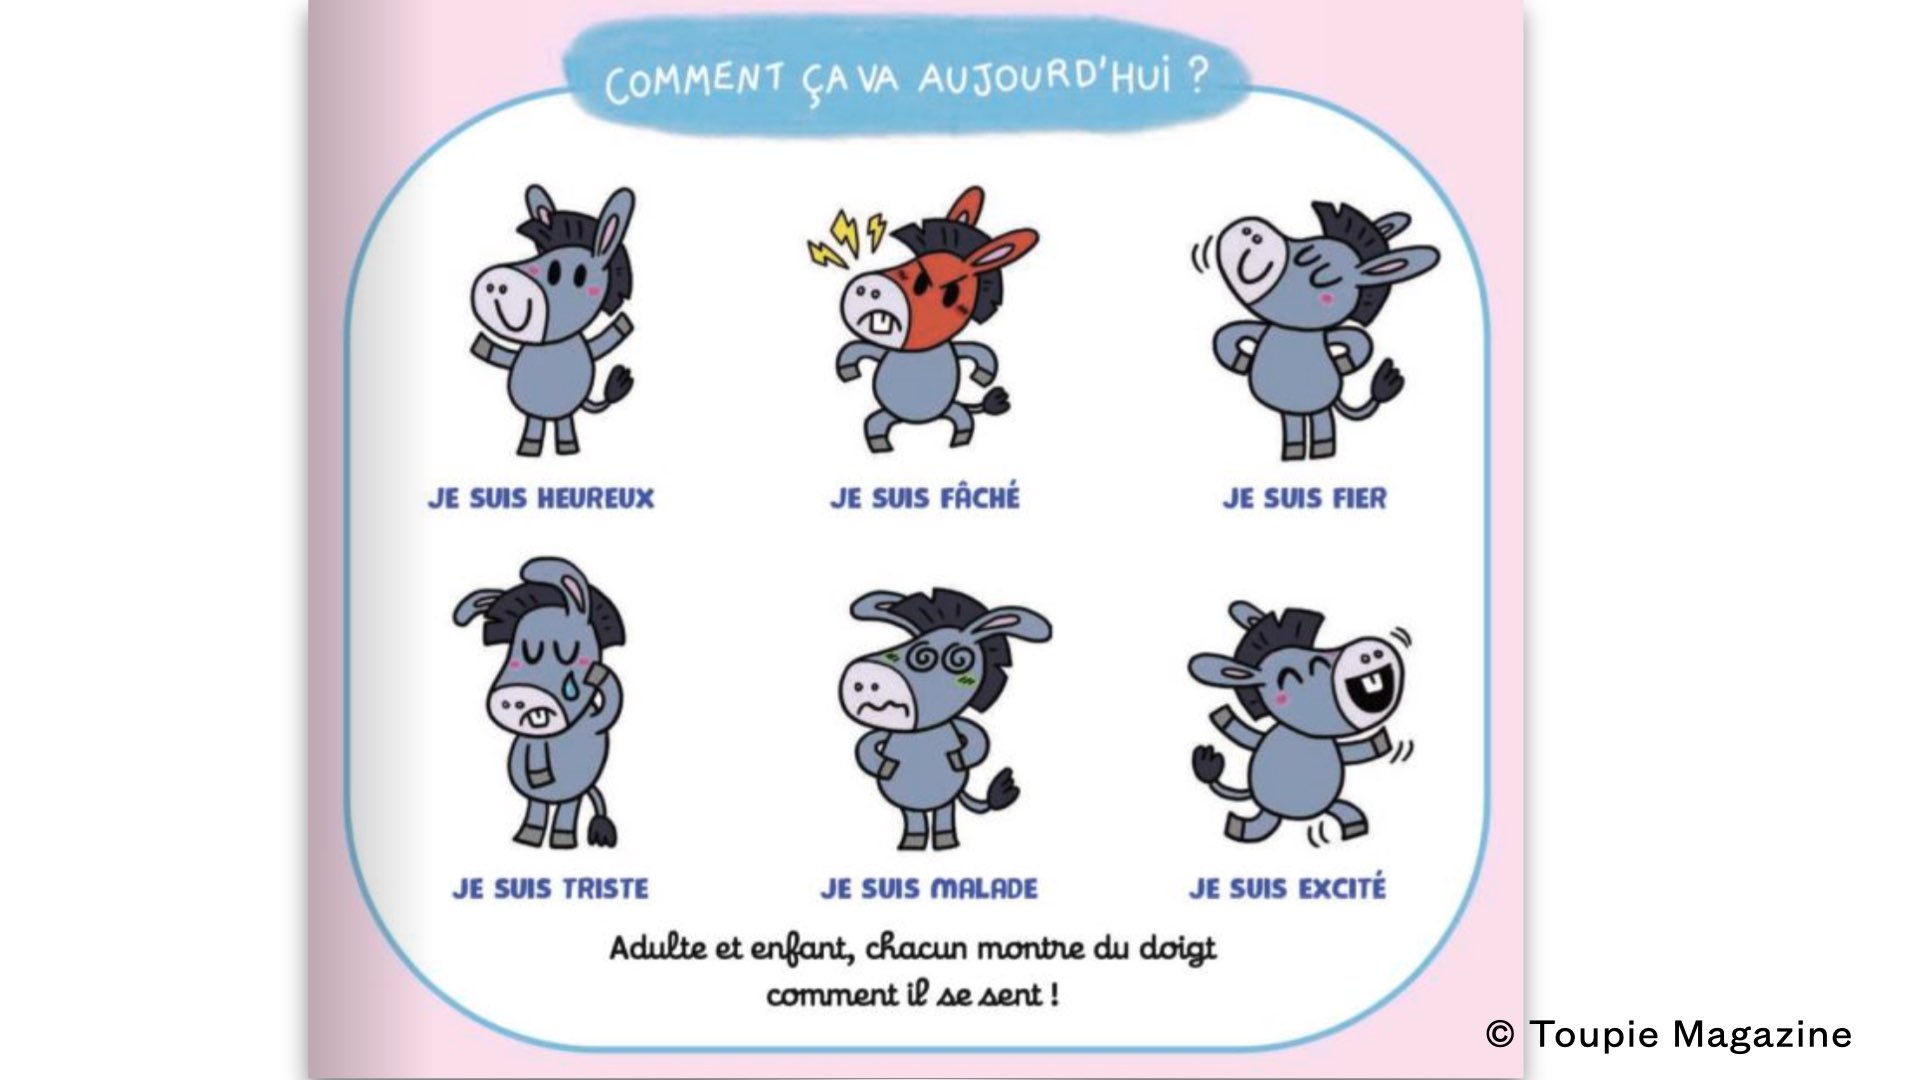 COMMENT ÇA VA AUJOURD'HUI ?
JE SUIS HEUREUX
JE SUIS FÂCHÉ
JE SUIS FIER
JE SUIS TRISTE
JE SUIS MALADE
JE SUIS EXCITÉ
Adulte et enfant, chacun montre du doigt
comment il se sent !
© Toupie Magazine